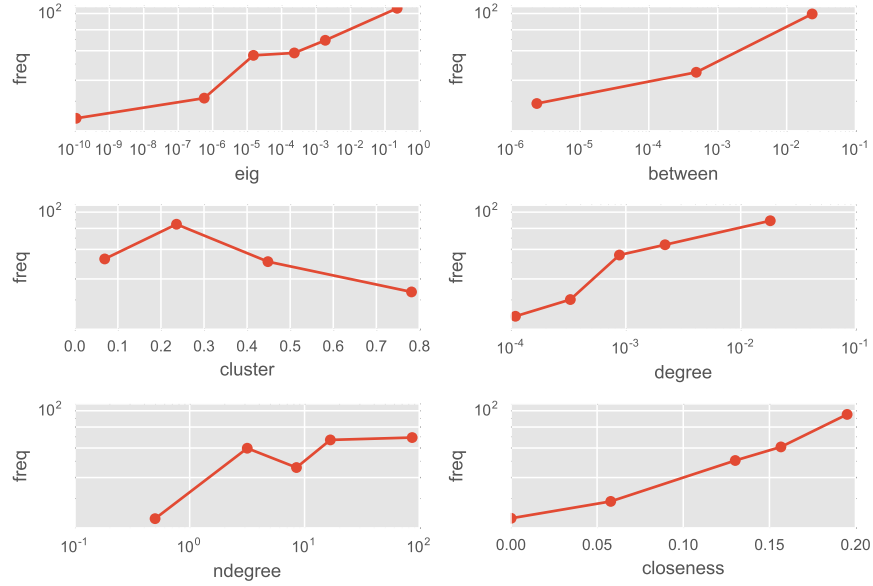 10² 10²
freq freq
10⁻¹⁰ 10⁻⁹ 10⁻⁸ 10⁻⁷ 10⁻⁶ 10⁻⁵ 10⁻⁴ 10⁻³ 10⁻² 10⁻¹ 10⁰ 10⁻⁶ 10⁻⁵ 10⁻⁴ 10⁻³ 10⁻² 10⁻¹
eig between
10² 10²
freq freq
0.0 0.1 0.2 0.3 0.4 0.5 0.6 0.7 0.8 10⁻⁴ 10⁻³ 10⁻² 10⁻¹
cluster degree
10² 10²
freq freq
10⁻¹ 10⁰ 10¹ 10² 0.00 0.05 0.10 0.15 0.20
ndegree closeness